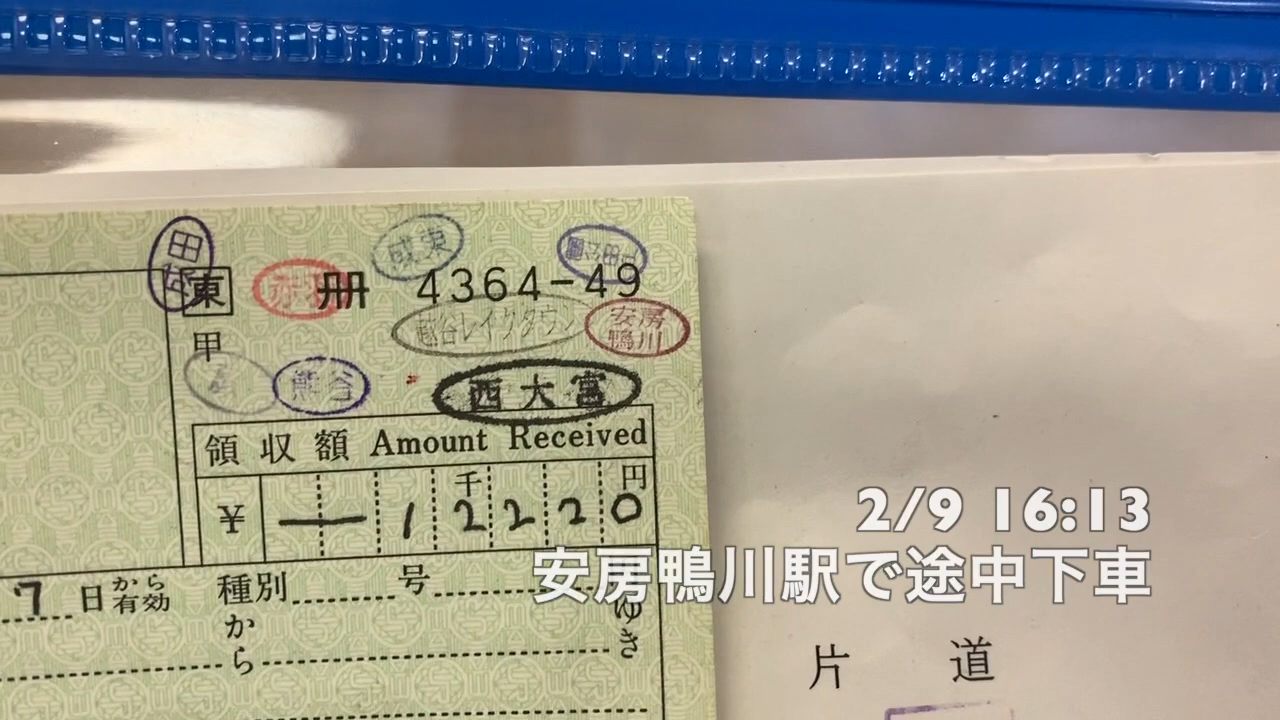 東 冊 4364-49
成東
越谷レイクタウン
安房
鴨川
甲
熊谷
西大富
領収額 Amount Received
千 円
¥ 12220
7日から有効 種別 号
から ゆき
2/9 16:13
安房鴨川駅で途中下車
片道